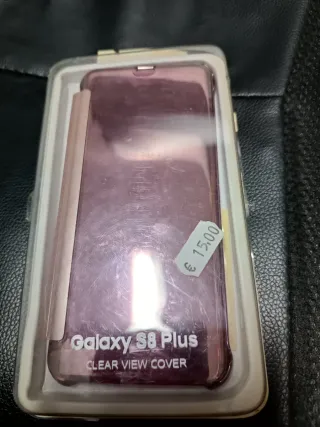 € 15,00
Galaxy S8 Plus
CLEAR VIEW COVER